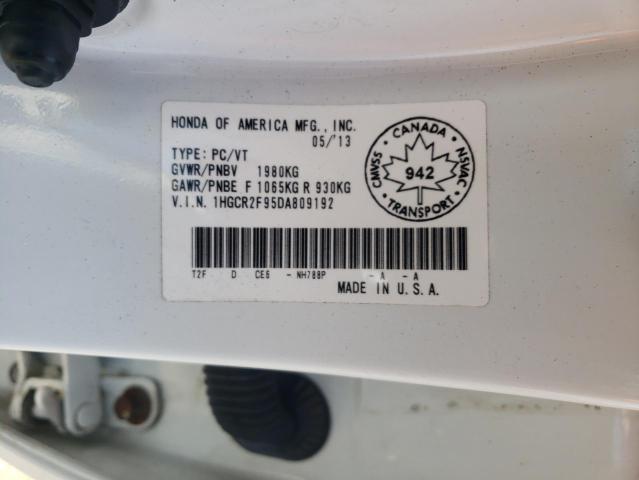 HONDA OF AMERICA MFG., INC.
05/'13
TYPE: PC/VT
GVWR/PNBV 1980KG
GAWR/PNBE F 1065KG R 930KG
V.I.N. 1HGCR2F95DA809192
CANADA
CMVSS
NSVAC
942
TRANSPORT
T2F D CE6 - NH788P - A - A
MADE IN U.S.A.